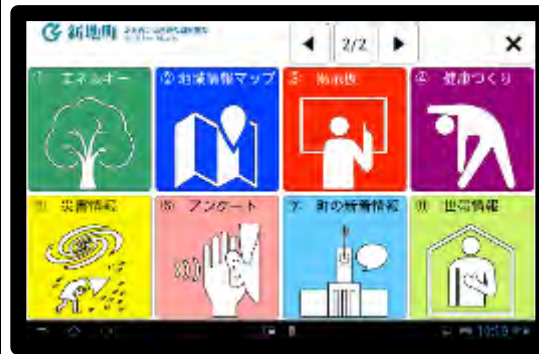 新地町
2/2
① エネルギー
② 地域情報マップ
③ 掲示板
④ 健康づくり
⑤ 災害情報
⑥ アンケート
⑦ 町の新着情報
⑧ 世帯情報
10:19